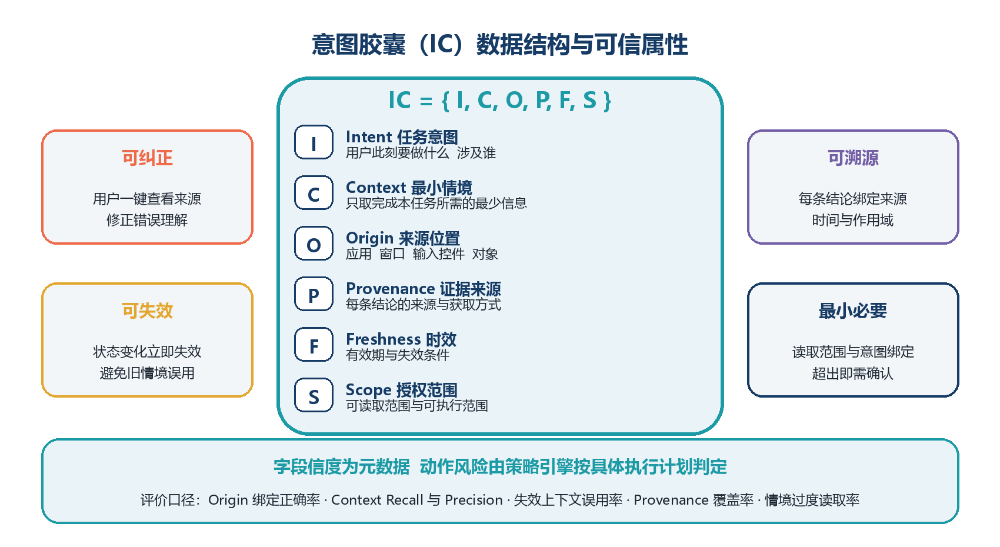 意图胶囊（IC）数据结构与可信属性
IC = { I, C, O, P, F, S }
I
Intent 任务意图
用户此刻要做什么 涉及谁
C
Context 最小情境
只取完成本任务所需的最少信息
O
Origin 来源位置
应用 窗口 输入控件 对象
P
Provenance 证据来源
每条结论的来源与获取方式
F
Freshness 时效
有效期与失效条件
S
Scope 授权范围
可读取范围与可执行范围
可纠正
用户一键查看来源
修正错误理解
可失效
状态变化立即失效
避免旧情境误用
可溯源
每条结论绑定来源
时间与作用域
最小必要
读取范围与意图绑定
超出即需确认
字段信度为元数据 动作风险由策略引擎按具体执行计划判定
评价口径：Origin 绑定正确率 · Context Recall 与 Precision · 失效上下文误用率 · Provenance 覆盖率 · 情境过度读取率